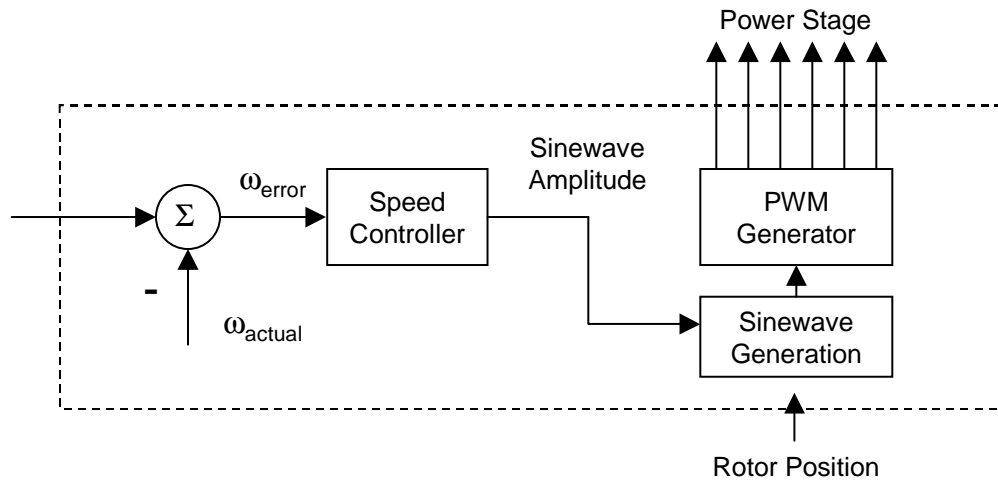 Power Stage
Sinewave
Amplitude
ωerror
Σ
Speed
Controller
PWM
Generator
-
ωactual
Sinewave
Generation
Rotor Position